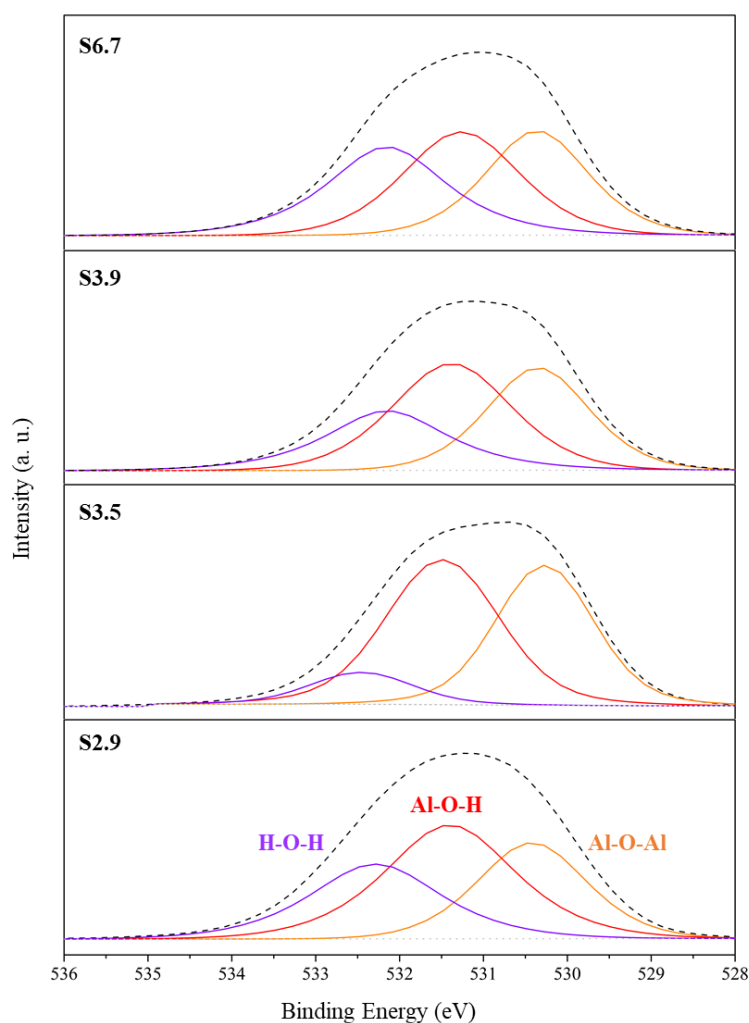 S6.7
S3.9
S3.5
S2.9
H-O-H
Al-O-H
Al-O-Al
Intensity (a. u.)
536 535 534 533 532 531 530 529 528
Binding Energy (eV)